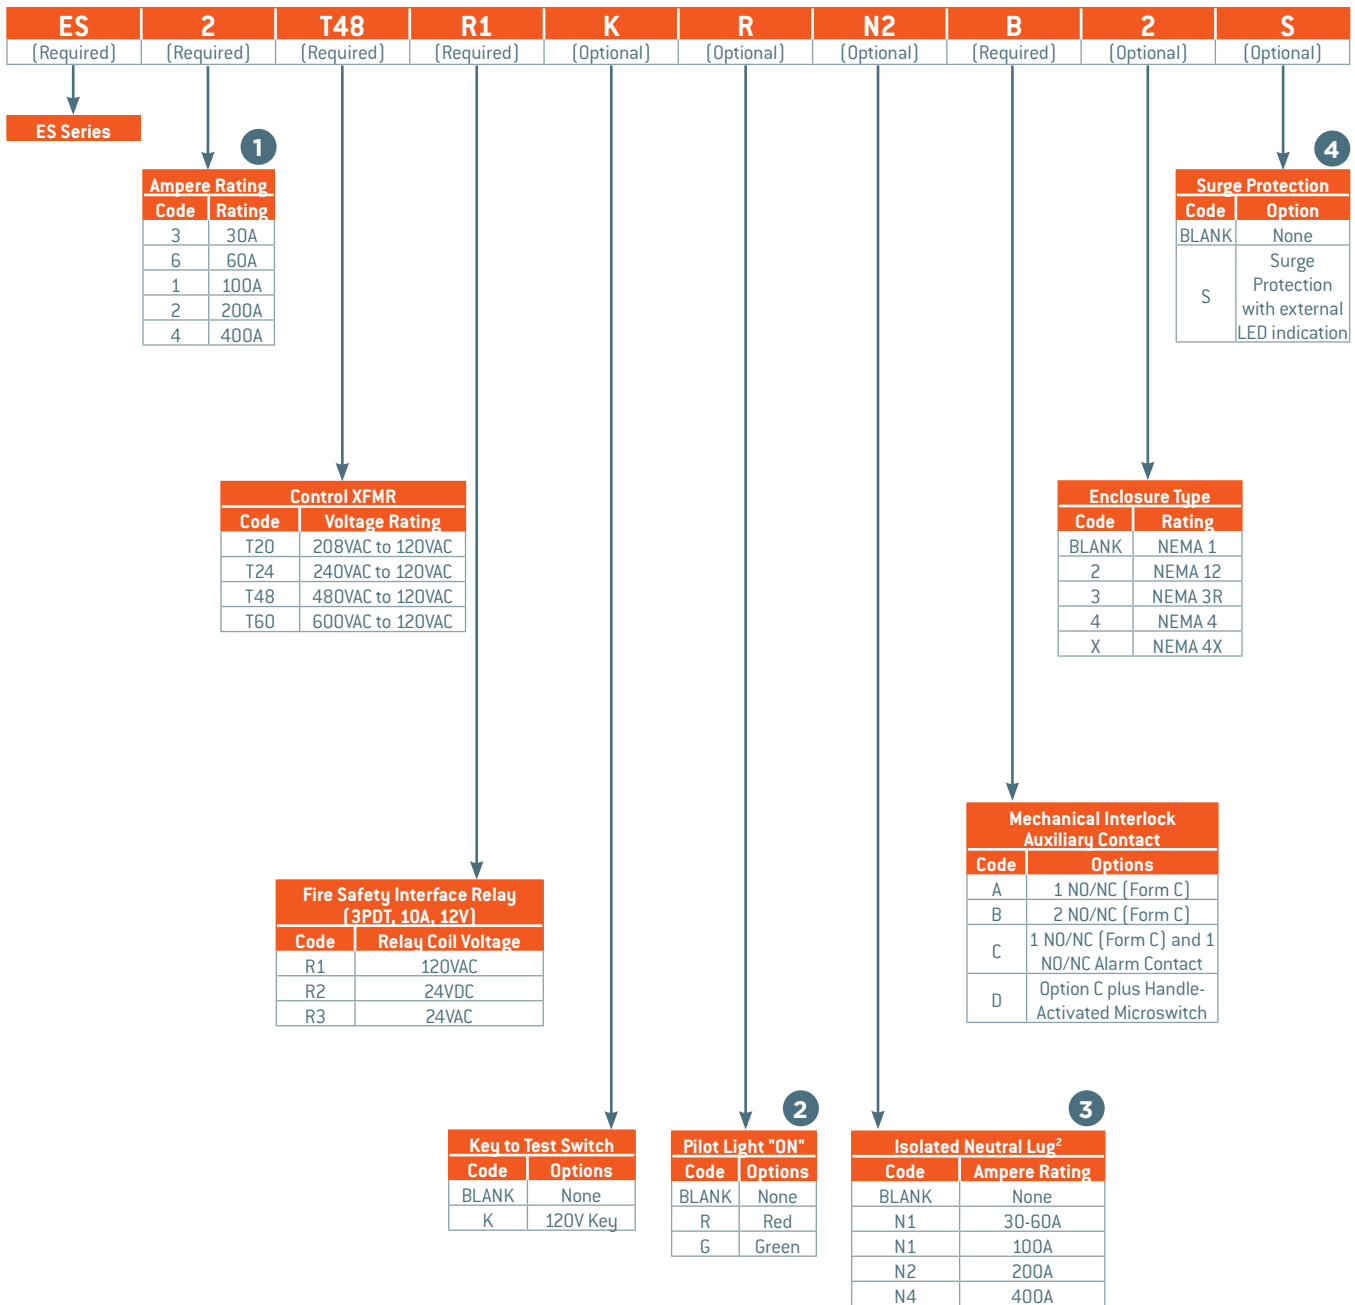 ES 2 T48 R1 K R N2 B 2 S
(Required) (Required) (Required) (Required) (Optional) (Optional) (Optional) (Required) (Optional) (Optional)
ES Series
1
Ampere Rating
Code Rating
3 30A
6 60A
1 100A
2 200A
4 400A
4
Surge Protection
Code Option
BLANK None
S Surge
Protection
with external
LED indication
Control XFMR
Code Voltage Rating
T20 208VAC to 120VAC
T24 240VAC to 120VAC
T48 480VAC to 120VAC
T60 600VAC to 120VAC
Enclosure Type
Code Rating
BLANK NEMA 1
2 NEMA 12
3 NEMA 3R
4 NEMA 4
X NEMA 4X
Mechanical Interlock
Auxiliary Contact
Code Options
A 1 NO/NC (Form C)
B 2 NO/NC (Form C)
C 1 NO/NC (Form C) and 1
NO/NC Alarm Contact
D Option C plus Handle-
Activated Microswitch
Fire Safety Interface Relay
(3PDT, 10A, 12V)
Code Relay Coil Voltage
R1 120VAC
R2 24VDC
R3 24VAC
Key to Test Switch
Code Options
BLANK None
K 120V Key
2
Pilot Light "ON"
Code Options
BLANK None
R Red
G Green
3
Isolated Neutral Lug²
Code Ampere Rating
BLANK None
N1 30-60A
N1 100A
N2 200A
N4 400A